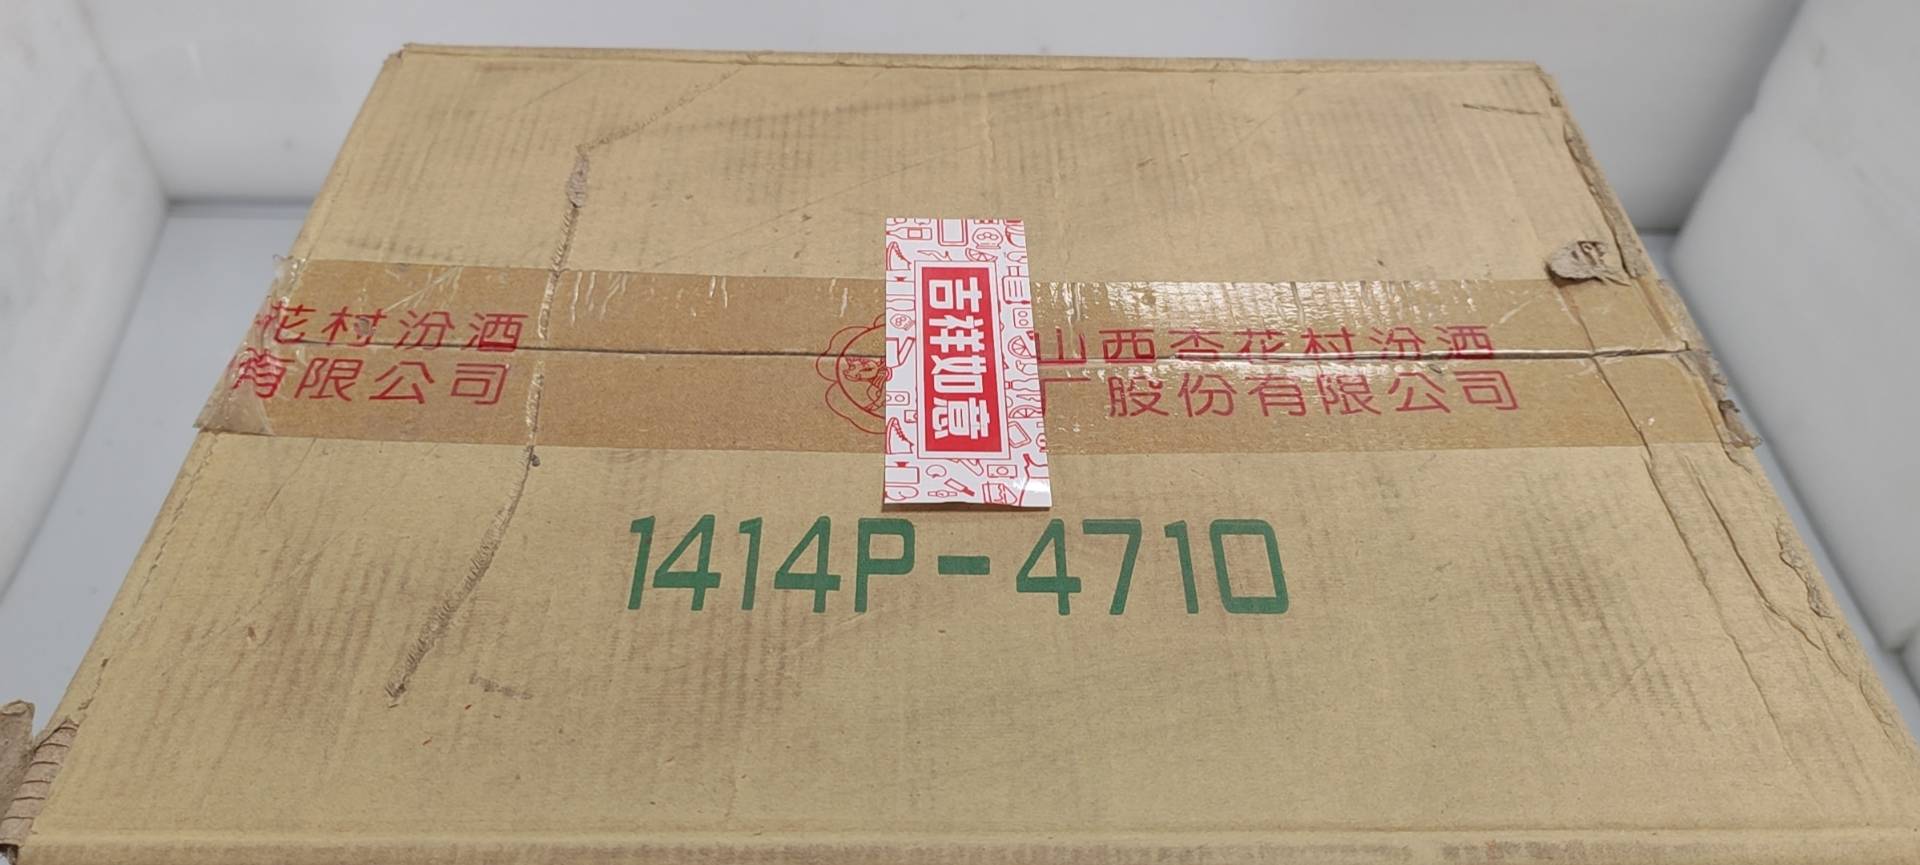 花村汾酒
有限公司
吉祥如意
山西杏花村汾酒
股份有限公司
1414P-4710